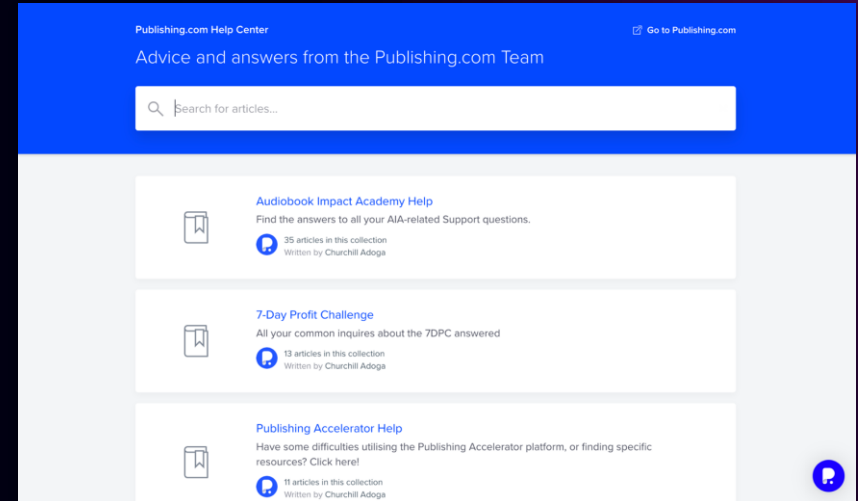 Publishing.com Help Center
Go to Publishing.com
Advice and answers from the Publishing.com Team
Search for articles...
Audiobook Impact Academy Help
Find the answers to all your AIA-related Support questions.
35 articles in this collection
Written by Churchill Adoga
7-Day Profit Challenge
All your common inquires about the 7DPC answered
13 articles in this collection
Written by Churchill Adoga
Publishing Accelerator Help
Have some difficulties utilising the Publishing Accelerator platform, or finding specific
resources? Click here!
11 articles in this collection
Written by Churchill Adoga